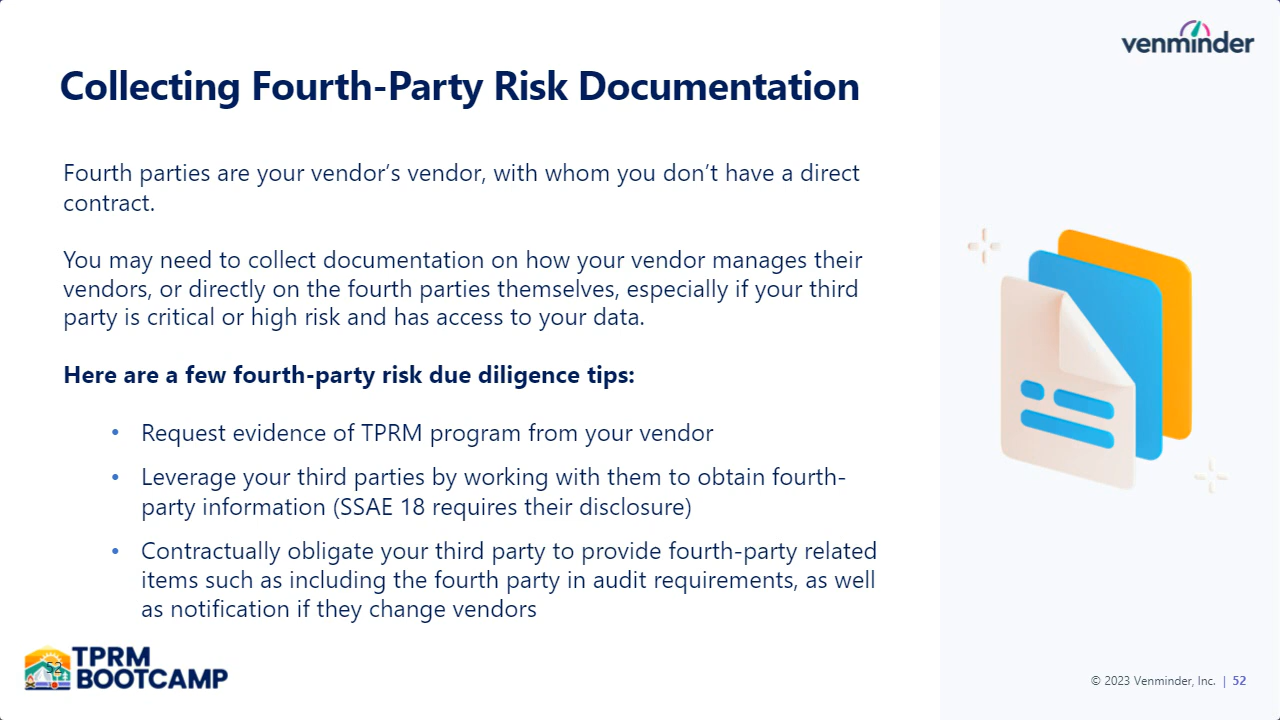 venminder
Collecting Fourth-Party Risk Documentation
Fourth parties are your vendor’s vendor, with whom you don’t have a direct
contract.
You may need to collect documentation on how your vendor manages their
vendors, or directly on the fourth parties themselves, especially if your third
party is critical or high risk and has access to your data.
Here are a few fourth-party risk due diligence tips:
• Request evidence of TPRM program from your vendor
• Leverage your third parties by working with them to obtain fourth-
party information (SSAE 18 requires their disclosure)
• Contractually obligate your third party to provide fourth-party related
items such as including the fourth party in audit requirements, as well
as notification if they change vendors
52
TPRM
BOOTCAMP
© 2023 Venminder, Inc. | 52